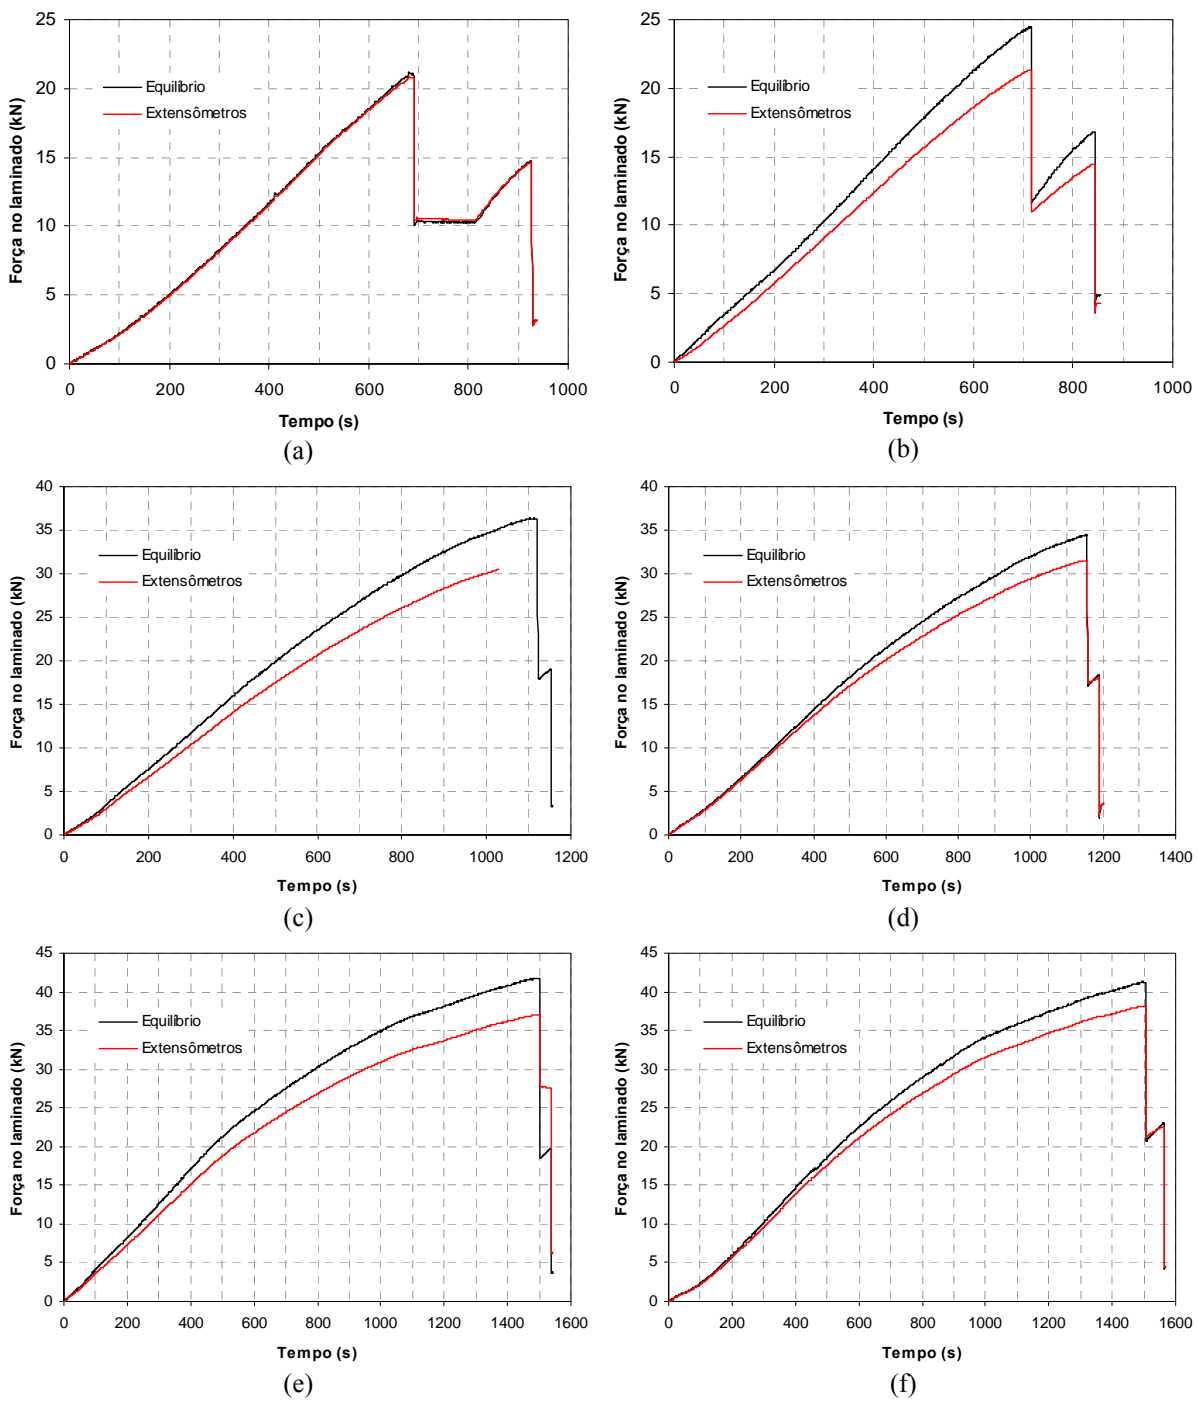 25
20
15
10
5
0
Força no laminado (kN)
Equilíbrio
Extensômetros
0 200 400 600 800 1000
Tempo (s)
(a)
25
20
15
10
5
0
Força no laminado (kN)
Equilíbrio
Extensômetros
0 200 400 600 800 1000
Tempo (s)
(b)
40
35
30
25
20
15
10
5
0
Força no laminado (kN)
Equilíbrio
Extensômetros
0 200 400 600 800 1000 1200
Tempo (s)
(c)
40
35
30
25
20
15
10
5
0
Força no laminado (kN)
Equilíbrio
Extensômetros
0 200 400 600 800 1000 1200 1400
Tempo (s)
(d)
45
40
35
30
25
20
15
10
5
0
Força no laminado (kN)
Equilíbrio
Extensômetros
0 200 400 600 800 1000 1200 1400 1600
Tempo (s)
(e)
45
40
35
30
25
20
15
10
5
0
Força no laminado (kN)
Equilíbrio
Extensômetros
0 200 400 600 800 1000 1200 1400 1600
Tempo (s)
(f)